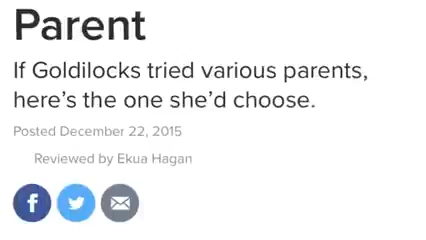 Parent
If Goldilocks tried various parents,
here's the one she'd choose.
Posted December 22, 2015
Reviewed by Ekua Hagan